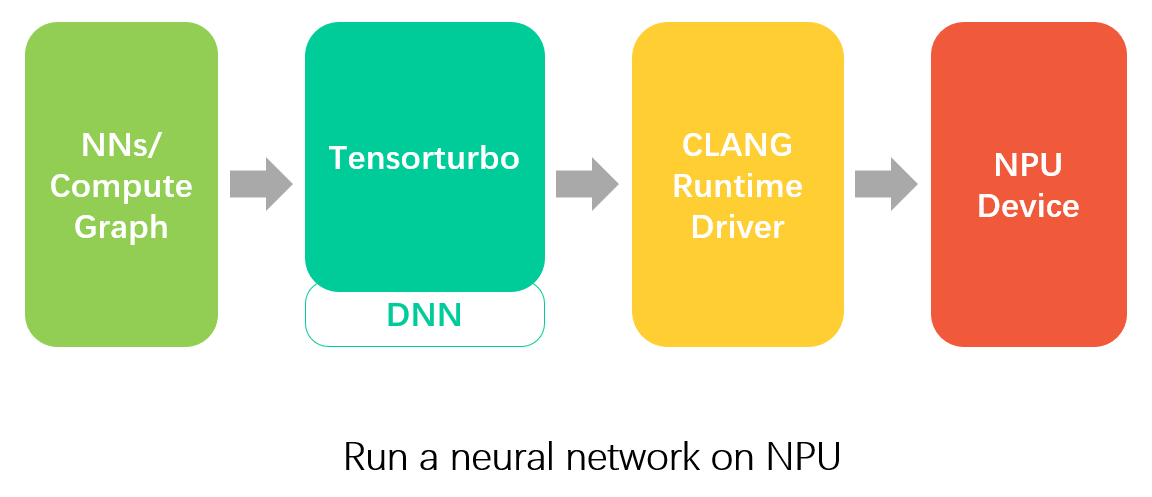 NNs/
Compute
Graph
Tensorturbo
DNN
CLANG
Runtime
Driver
NPU
Device
Run a neural network on NPU